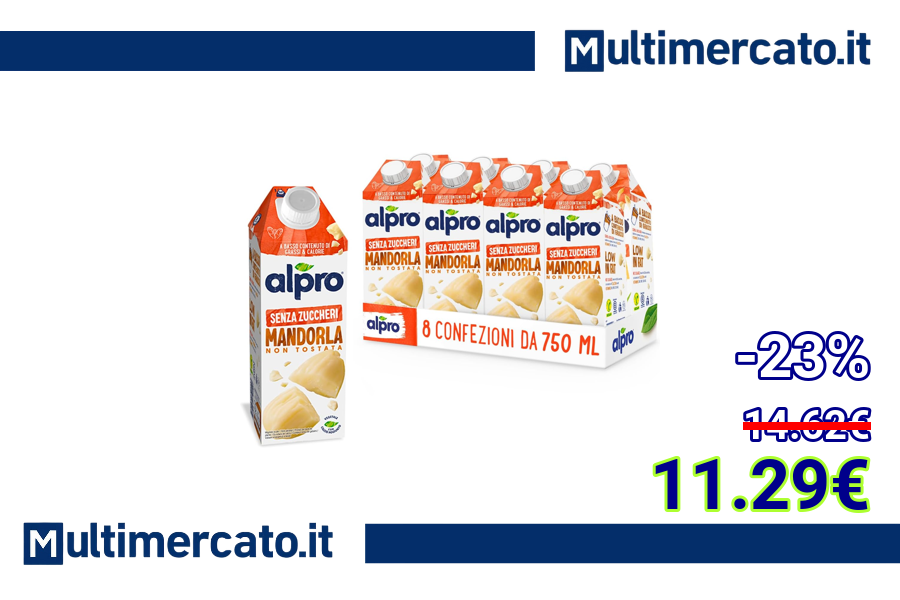 Multimercato.it
A BASSO CONTENUTO DI
GRASSI & CALORIE
alpro
SENZA ZUCCHERI
MANDORLA
NON TOSTATA
alpro
SENZA ZUCCHERI
MANDORLA
NON TOSTATA
alpro
SENZA ZUCCHERI
MANDORLA
NON TOSTATA
alpro
SENZA ZUCCHERI
MANDORLA
NON TOSTATA
alpro
SENZA ZUCCHERI
MANDORLA
NON TOSTATA
LOW
IN FAT
alpro
8 CONFEZIONI DA 750 ML
alpro
-23%
14.62€
11.29€
Multimercato.it